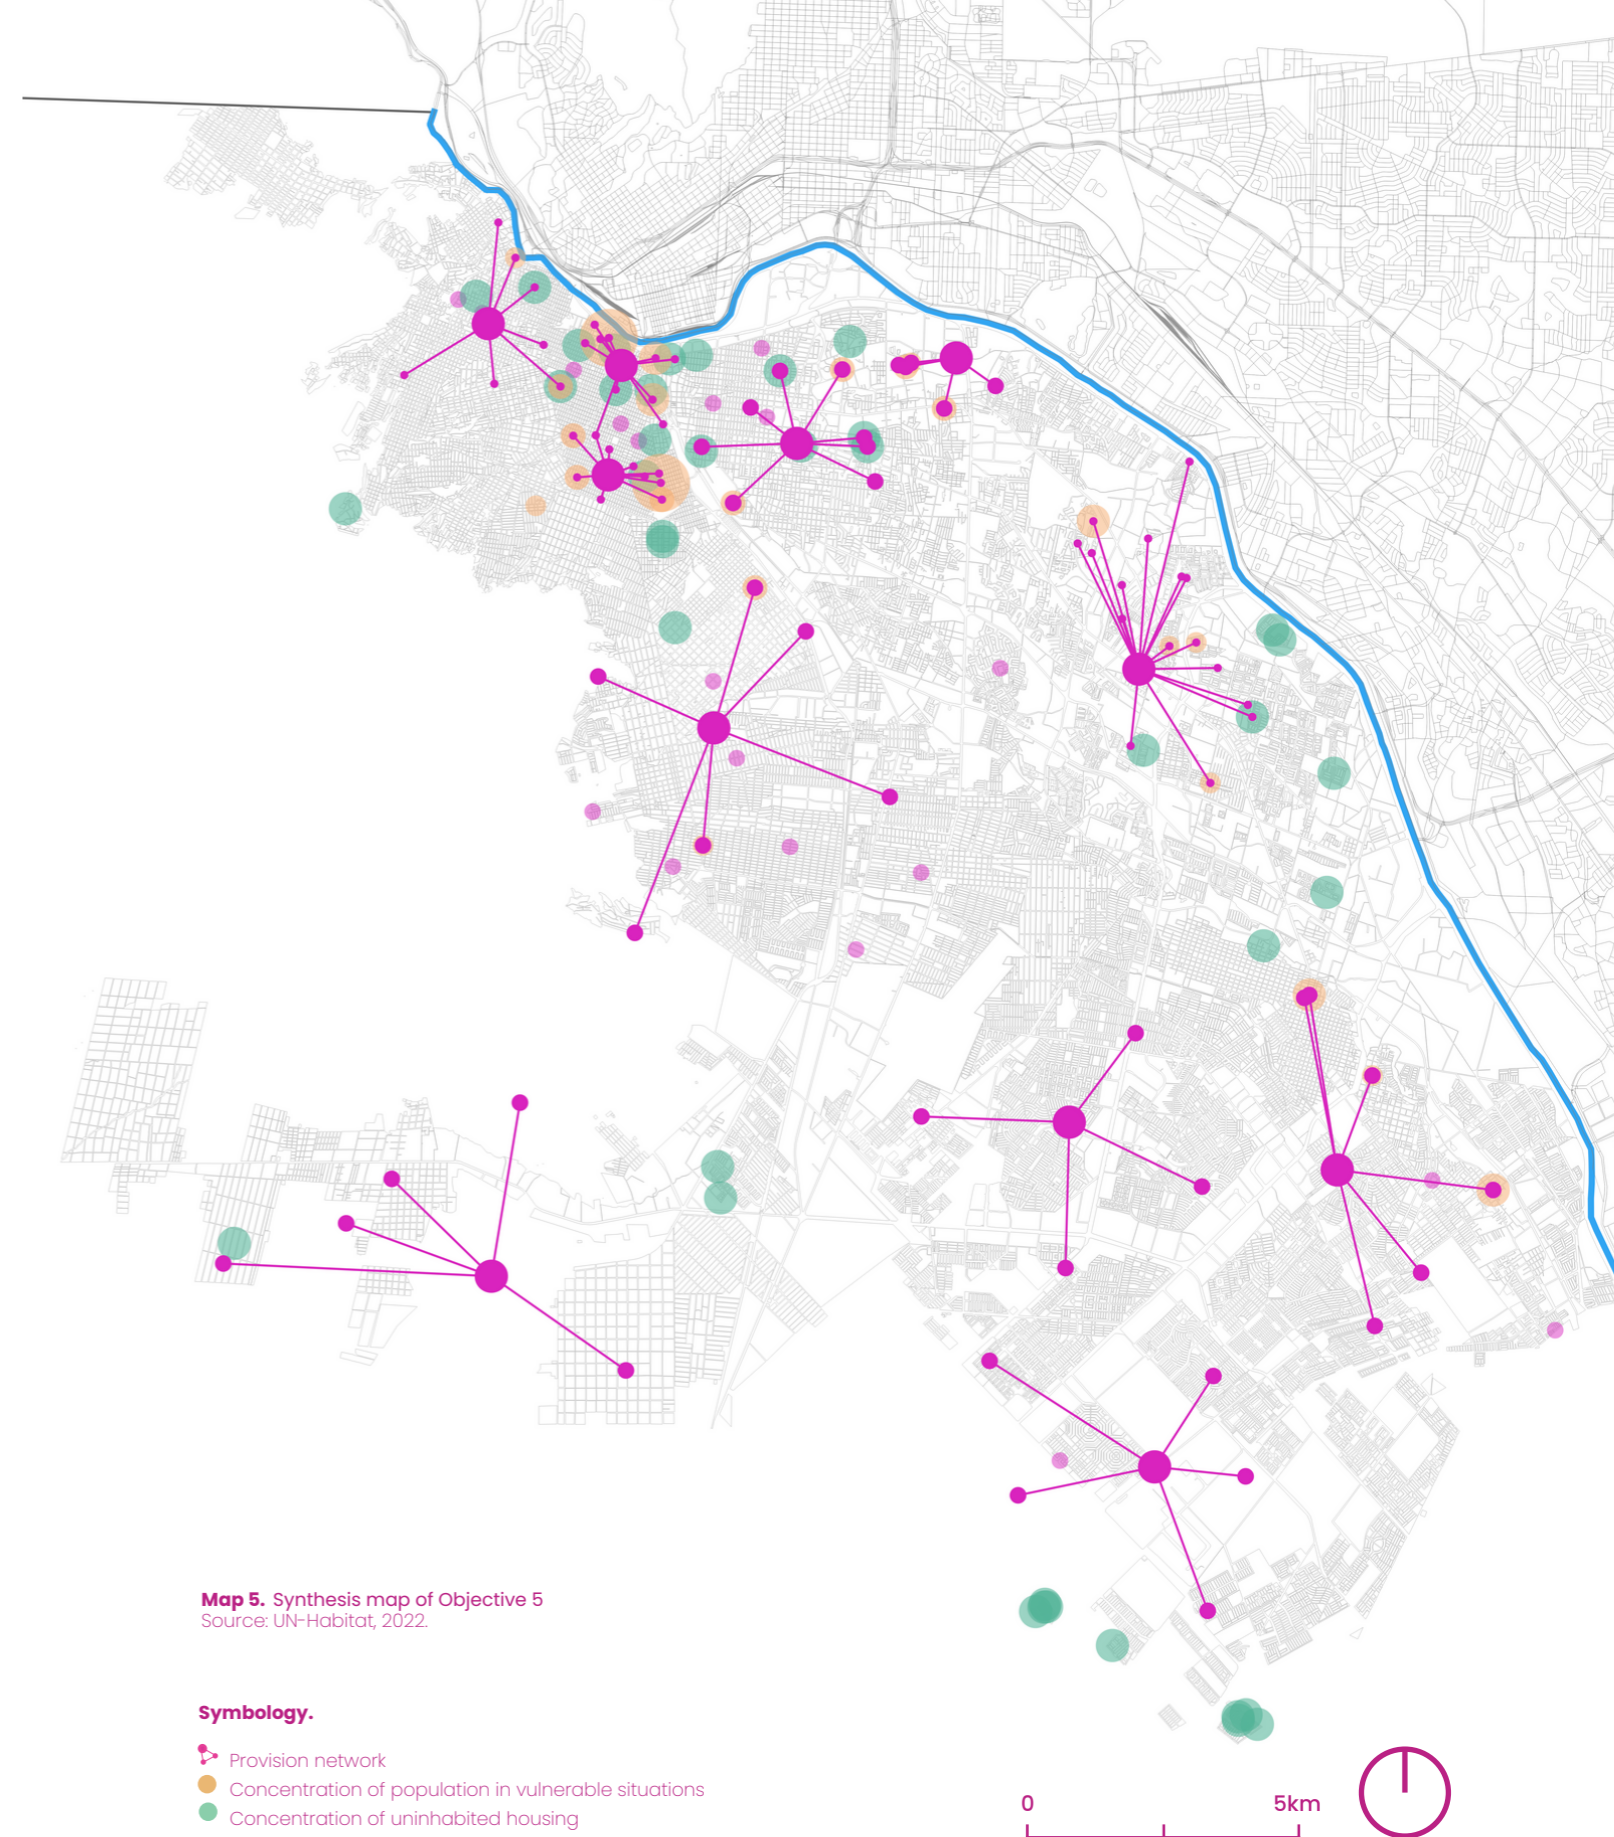 Map 5. Synthesis map of Objective 5
Source: UN-Habitat, 2022.
Symbology.
Provision network
Concentration of population in vulnerable situations
Concentration of uninhabited housing
0 5km